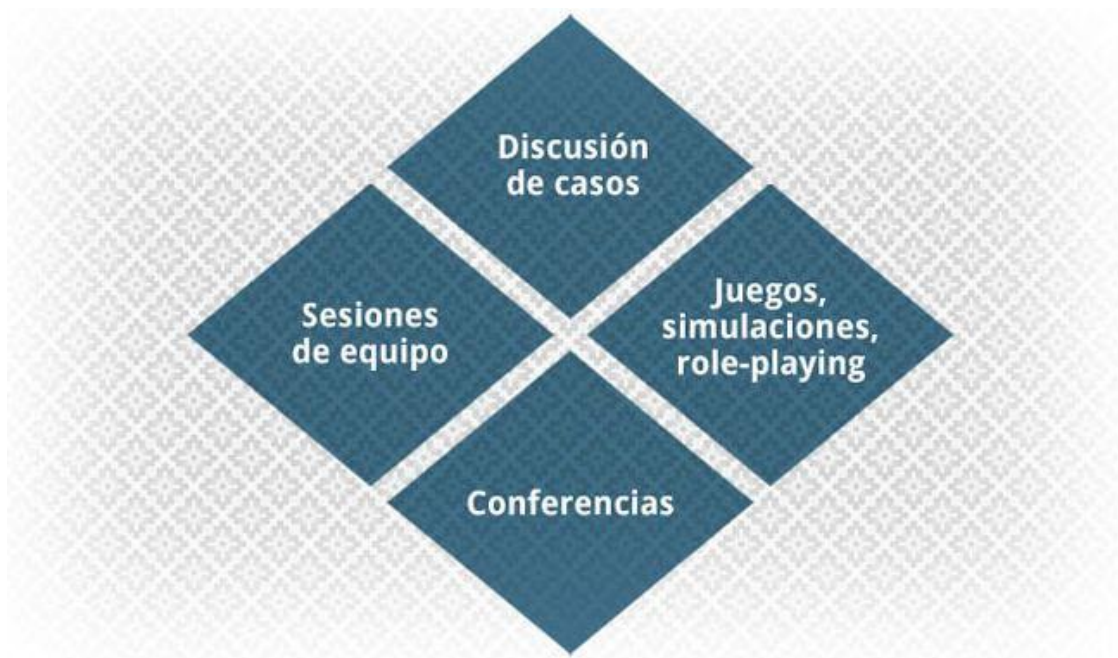 Discusión
de casos
Sesiones
de equipo
Juegos,
simulaciones,
role-playing
Conferencias